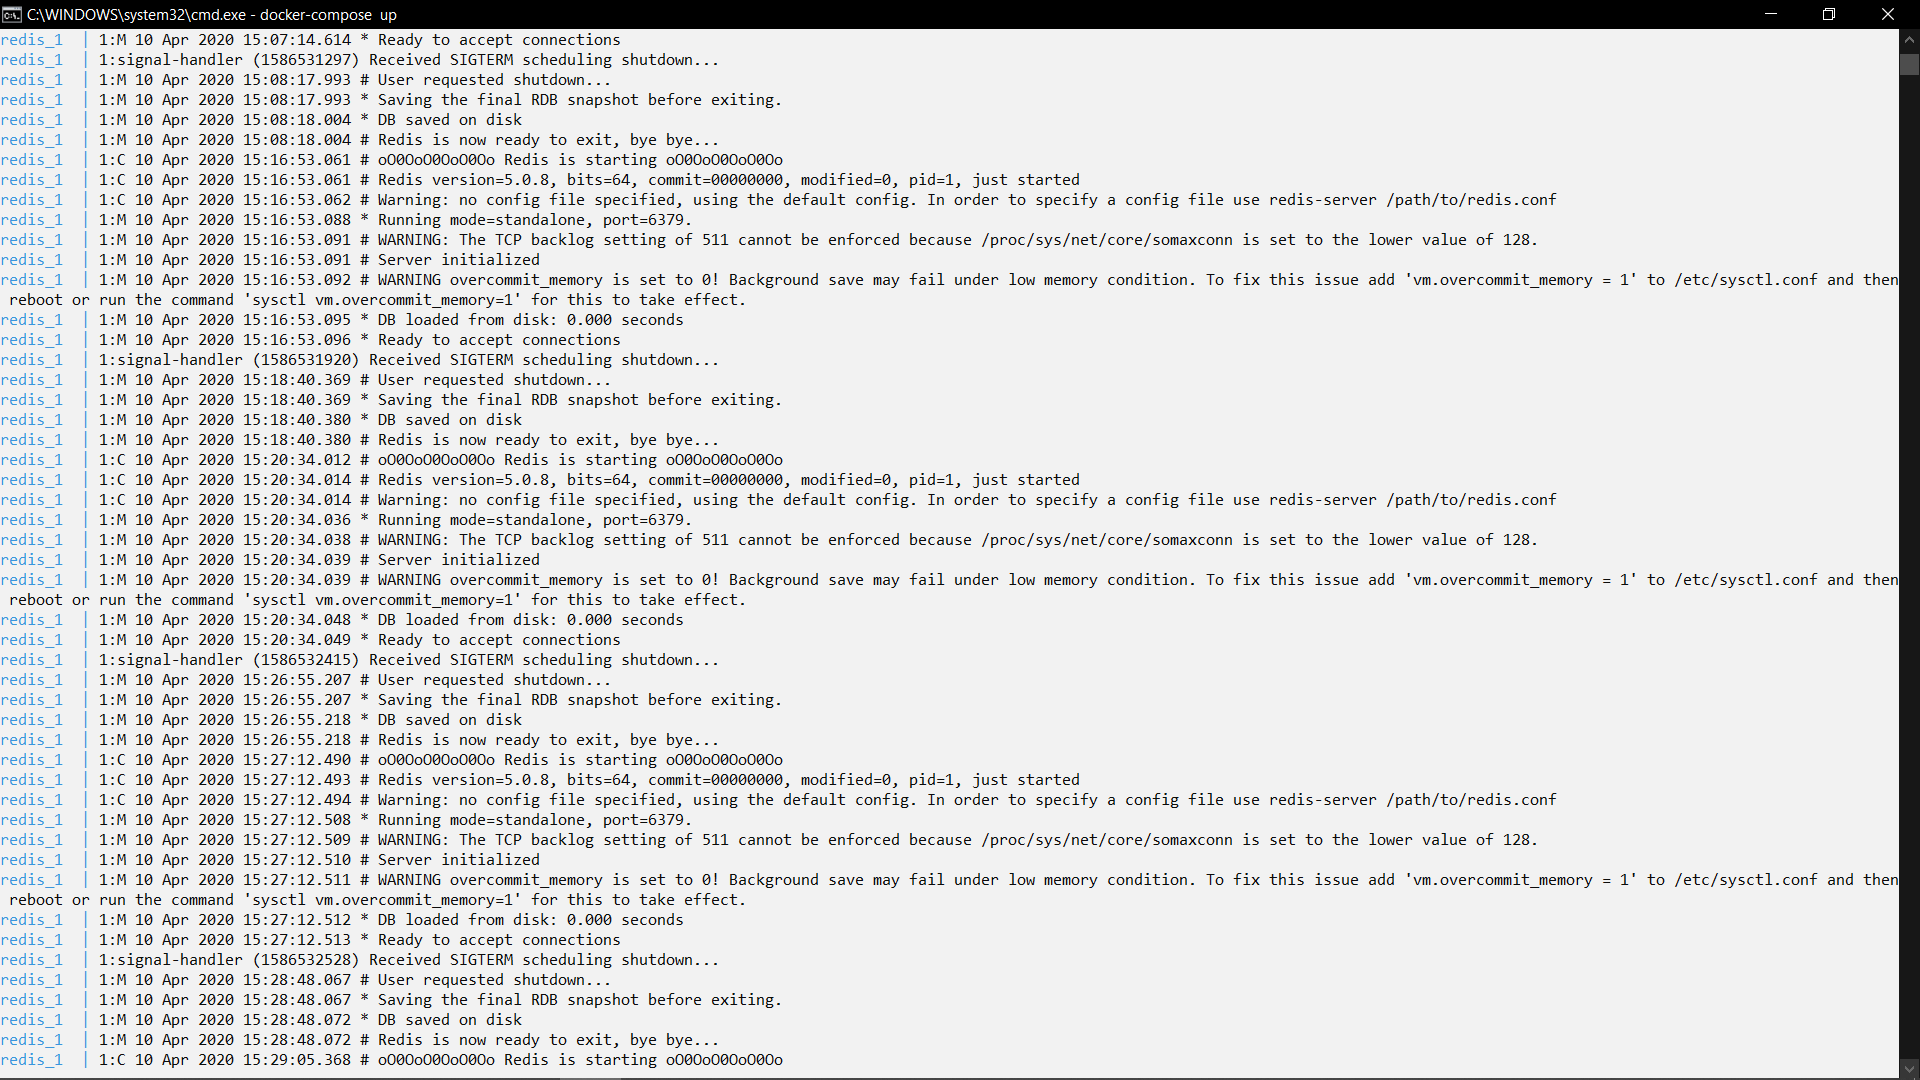 C:\WINDOWS\system32\cmd.exe - docker-compose  up
redis_1  | 1:M 10 Apr 2020 15:07:14.614 * Ready to accept connections
redis_1  | 1:signal-handler (1586531297) Received SIGTERM scheduling shutdown...
redis_1  | 1:M 10 Apr 2020 15:08:17.993 # User requested shutdown...
redis_1  | 1:M 10 Apr 2020 15:08:17.993 * Saving the final RDB snapshot before exiting.
redis_1  | 1:M 10 Apr 2020 15:08:18.004 * DB saved on disk
redis_1  | 1:M 10 Apr 2020 15:08:18.004 # Redis is now ready to exit, bye bye...
redis_1  | 1:C 10 Apr 2020 15:16:53.061 # oO0OoO0OoO0Oo Redis is starting oO0OoO0OoO0Oo
redis_1  | 1:C 10 Apr 2020 15:16:53.061 # Redis version=5.0.8, bits=64, commit=00000000, modified=0, pid=1, just started
redis_1  | 1:C 10 Apr 2020 15:16:53.062 # Warning: no config file specified, using the default config. In order to specify a config file use redis-server /path/to/redis.conf
redis_1  | 1:M 10 Apr 2020 15:16:53.088 * Running mode=standalone, port=6379.
redis_1  | 1:M 10 Apr 2020 15:16:53.091 # WARNING: The TCP backlog setting of 511 cannot be enforced because /proc/sys/net/core/somaxconn is set to the lower value of 128.
redis_1  | 1:M 10 Apr 2020 15:16:53.091 # Server initialized
redis_1  | 1:M 10 Apr 2020 15:16:53.092 # WARNING overcommit_memory is set to 0! Background save may fail under low memory condition. To fix this issue add 'vm.overcommit_memory = 1' to /etc/sysctl.conf and then
reboot or run the command 'sysctl vm.overcommit_memory=1' for this to take effect.
redis_1  | 1:M 10 Apr 2020 15:16:53.095 * DB loaded from disk: 0.000 seconds
redis_1  | 1:M 10 Apr 2020 15:16:53.096 * Ready to accept connections
redis_1  | 1:signal-handler (1586531920) Received SIGTERM scheduling shutdown...
redis_1  | 1:M 10 Apr 2020 15:18:40.369 # User requested shutdown...
redis_1  | 1:M 10 Apr 2020 15:18:40.369 * Saving the final RDB snapshot before exiting.
redis_1  | 1:M 10 Apr 2020 15:18:40.380 * DB saved on disk
redis_1  | 1:M 10 Apr 2020 15:18:40.380 # Redis is now ready to exit, bye bye...
redis_1  | 1:C 10 Apr 2020 15:20:34.012 # oO0OoO0OoO0Oo Redis is starting oO0OoO0OoO0Oo
redis_1  | 1:C 10 Apr 2020 15:20:34.014 # Redis version=5.0.8, bits=64, commit=00000000, modified=0, pid=1, just started
redis_1  | 1:C 10 Apr 2020 15:20:34.014 # Warning: no config file specified, using the default config. In order to specify a config file use redis-server /path/to/redis.conf
redis_1  | 1:M 10 Apr 2020 15:20:34.036 * Running mode=standalone, port=6379.
redis_1  | 1:M 10 Apr 2020 15:20:34.038 # WARNING: The TCP backlog setting of 511 cannot be enforced because /proc/sys/net/core/somaxconn is set to the lower value of 128.
redis_1  | 1:M 10 Apr 2020 15:20:34.039 # Server initialized
redis_1  | 1:M 10 Apr 2020 15:20:34.039 # WARNING overcommit_memory is set to 0! Background save may fail under low memory condition. To fix this issue add 'vm.overcommit_memory = 1' to /etc/sysctl.conf and then
reboot or run the command 'sysctl vm.overcommit_memory=1' for this to take effect.
redis_1  | 1:M 10 Apr 2020 15:20:34.048 * DB loaded from disk: 0.000 seconds
redis_1  | 1:M 10 Apr 2020 15:20:34.049 * Ready to accept connections
redis_1  | 1:signal-handler (1586532415) Received SIGTERM scheduling shutdown...
redis_1  | 1:M 10 Apr 2020 15:26:55.207 # User requested shutdown...
redis_1  | 1:M 10 Apr 2020 15:26:55.207 * Saving the final RDB snapshot before exiting.
redis_1  | 1:M 10 Apr 2020 15:26:55.218 * DB saved on disk
redis_1  | 1:M 10 Apr 2020 15:26:55.218 # Redis is now ready to exit, bye bye...
redis_1  | 1:C 10 Apr 2020 15:27:12.490 # oO0OoO0OoO0Oo Redis is starting oO0OoO0OoO0Oo
redis_1  | 1:C 10 Apr 2020 15:27:12.493 # Redis version=5.0.8, bits=64, commit=00000000, modified=0, pid=1, just started
redis_1  | 1:C 10 Apr 2020 15:27:12.494 # Warning: no config file specified, using the default config. In order to specify a config file use redis-server /path/to/redis.conf
redis_1  | 1:M 10 Apr 2020 15:27:12.508 * Running mode=standalone, port=6379.
redis_1  | 1:M 10 Apr 2020 15:27:12.509 # WARNING: The TCP backlog setting of 511 cannot be enforced because /proc/sys/net/core/somaxconn is set to the lower value of 128.
redis_1  | 1:M 10 Apr 2020 15:27:12.510 # Server initialized
redis_1  | 1:M 10 Apr 2020 15:27:12.511 # WARNING overcommit_memory is set to 0! Background save may fail under low memory condition. To fix this issue add 'vm.overcommit_memory = 1' to /etc/sysctl.conf and then
reboot or run the command 'sysctl vm.overcommit_memory=1' for this to take effect.
redis_1  | 1:M 10 Apr 2020 15:27:12.512 * DB loaded from disk: 0.000 seconds
redis_1  | 1:M 10 Apr 2020 15:27:12.513 * Ready to accept connections
redis_1  | 1:signal-handler (1586532528) Received SIGTERM scheduling shutdown...
redis_1  | 1:M 10 Apr 2020 15:28:48.067 # User requested shutdown...
redis_1  | 1:M 10 Apr 2020 15:28:48.067 * Saving the final RDB snapshot before exiting.
redis_1  | 1:M 10 Apr 2020 15:28:48.072 * DB saved on disk
redis_1  | 1:M 10 Apr 2020 15:28:48.072 # Redis is now ready to exit, bye bye...
redis_1  | 1:C 10 Apr 2020 15:29:05.368 # oO0OoO0OoO0Oo Redis is starting oO0OoO0OoO0Oo